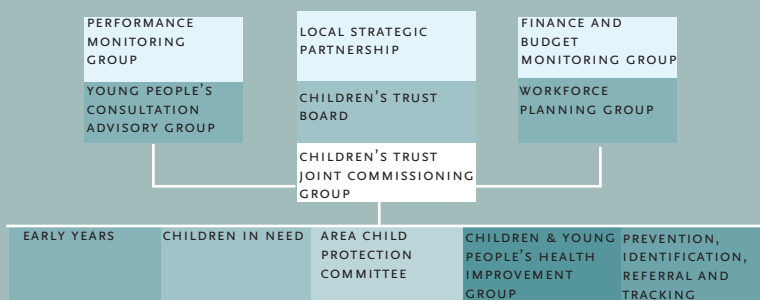 PERFORMANCE
MONITORING
GROUP
YOUNG PEOPLE'S
CONSULTATION
ADVISORY GROUP
LOCAL STRATEGIC
PARTNERSHIP
CHILDREN'S TRUST
BOARD
CHILDREN'S TRUST
JOINT COMMISSIONING
GROUP
FINANCE AND
BUDGET
MONITORING GROUP
WORKFORCE
PLANNING GROUP
EARLY YEARS
CHILDREN IN NEED
AREA CHILD
PROTECTION
COMMITTEE
CHILDREN & YOUNG
PEOPLE'S HEALTH
IMPROVEMENT
GROUP
PREVENTION,
IDENTIFICATION,
REFERRAL AND
TRACKING